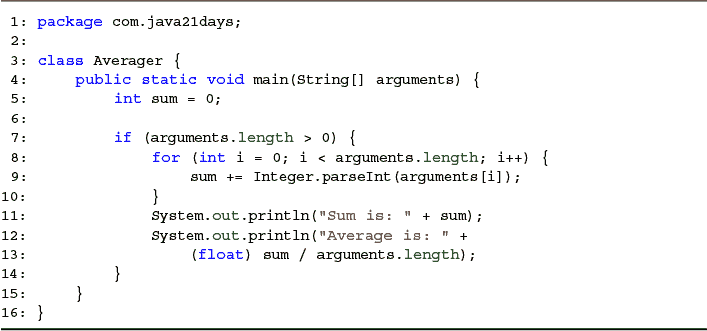 1: package com.java21days;
2:
3: class Averager {
4:     public static void main(String[] arguments) {
5:         int sum = 0;
6:
7:         if (arguments.length > 0) {
8:             for (int i = 0; i < arguments.length; i++) {
9:                 sum += Integer.parseInt(arguments[i]);
10:             }
11:             System.out.println("Sum is: " + sum);
12:             System.out.println("Average is: " +
13:                 (float) sum / arguments.length);
14:         }
15:     }
16: }